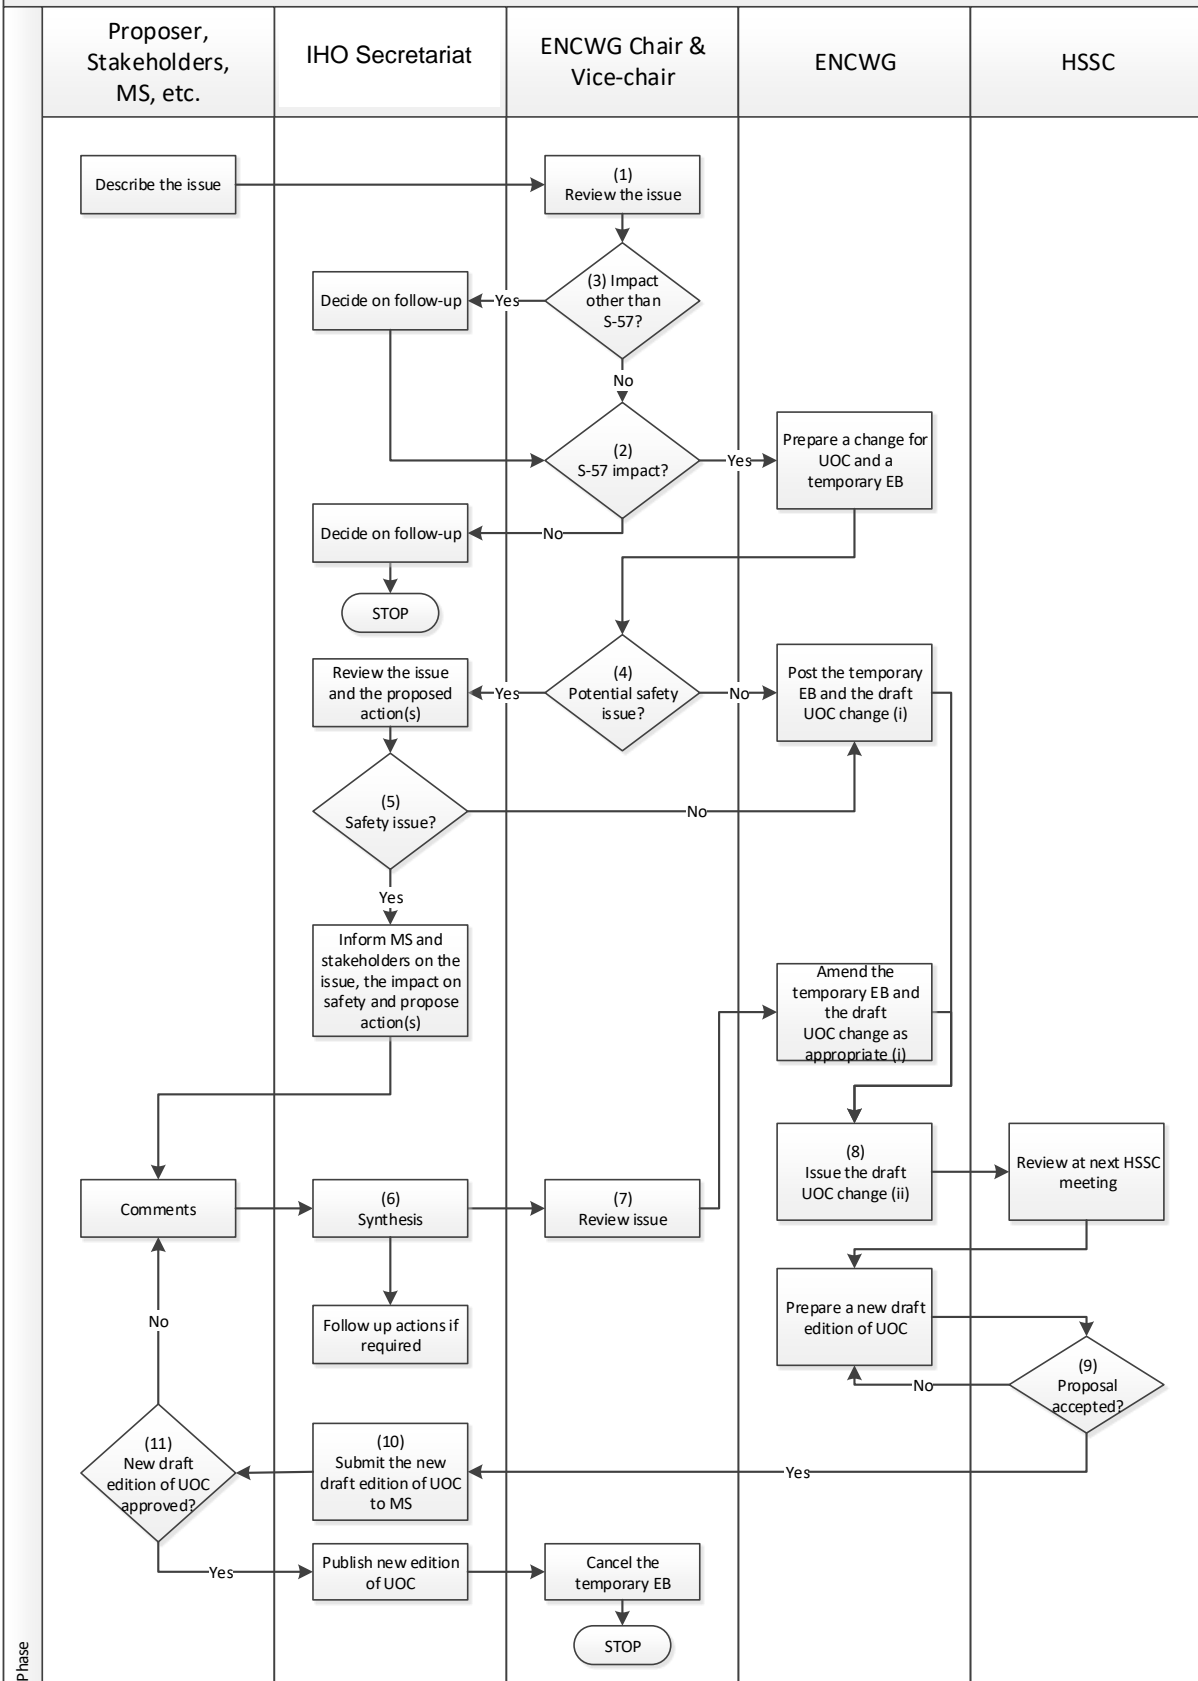 Proposer,
Stakeholders,
MS, etc.
IHO Secretariat
ENCWG Chair &
Vice-chair
ENCWG
HSSC
Describe the issue
(1)
Review the issue
(3) Impact
other than
S-57?
Yes
Decide on follow-up
No
(2)
S-57 impact?
Yes
Prepare a change for
UOC and a
temporary EB
No
Decide on follow-up
STOP
(4)
Potential safety
issue?
Yes
Review the issue
and the proposed
action(s)
No
Post the temporary
EB and the draft
UOC change (i)
(5)
Safety issue?
No
Yes
Inform MS and
stakeholders on the
issue, the impact on
safety and propose
action(s)
Amend the
temporary EB and
the draft
UOC change as
appropriate (i)
(8)
Issue the draft
UOC change (ii)
Review at next HSSC
meeting
Comments
(6)
Synthesis
(7)
Review issue
Follow up actions if
required
Prepare a new draft
edition of UOC
(9)
Proposal
accepted?
No
Yes
No
(10)
Submit the new
draft edition of UOC
to MS
(11)
New draft
edition of UOC
approved?
Yes
Publish new edition
of UOC
Cancel the
temporary EB
STOP
Phase